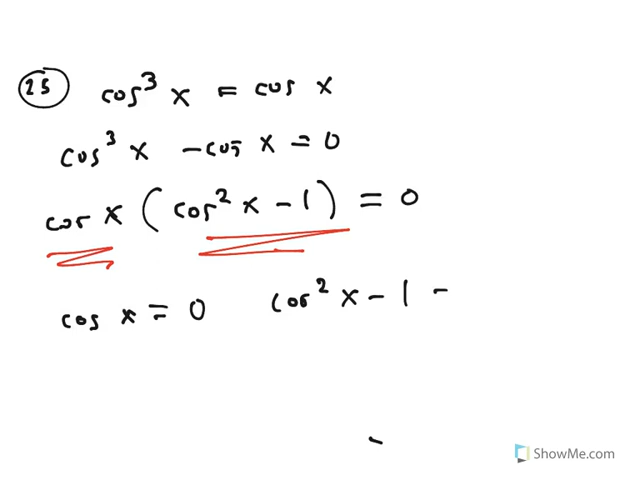 25 cos³ x = cos x
cos³ x - cos x = 0
cos x (cos² x - 1) = 0
cos x = 0 cos² x - 1 -
ShowMe.com